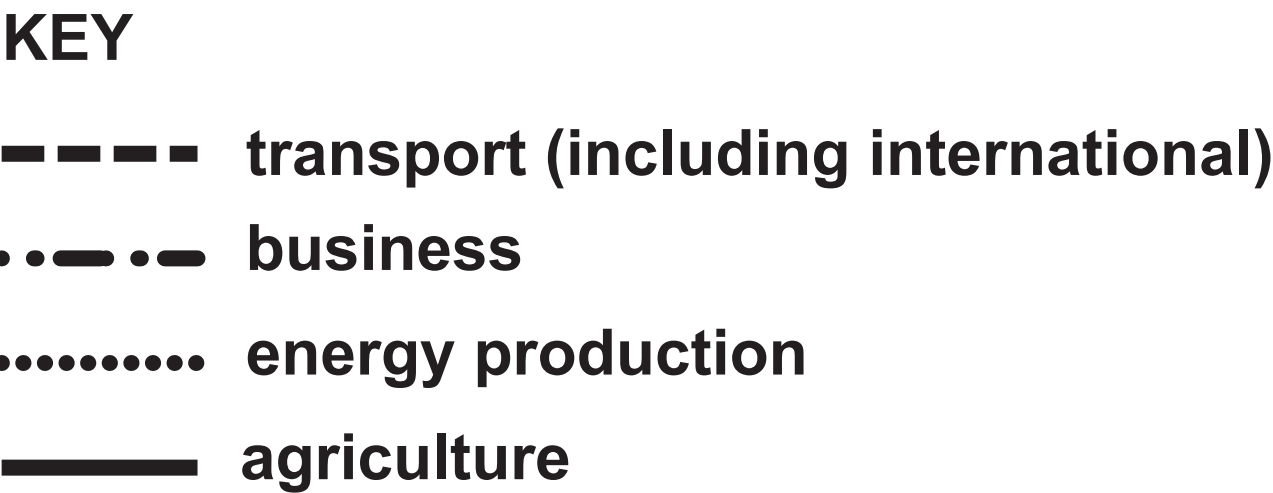 KEY
transport (including international)
business
energy production
agriculture